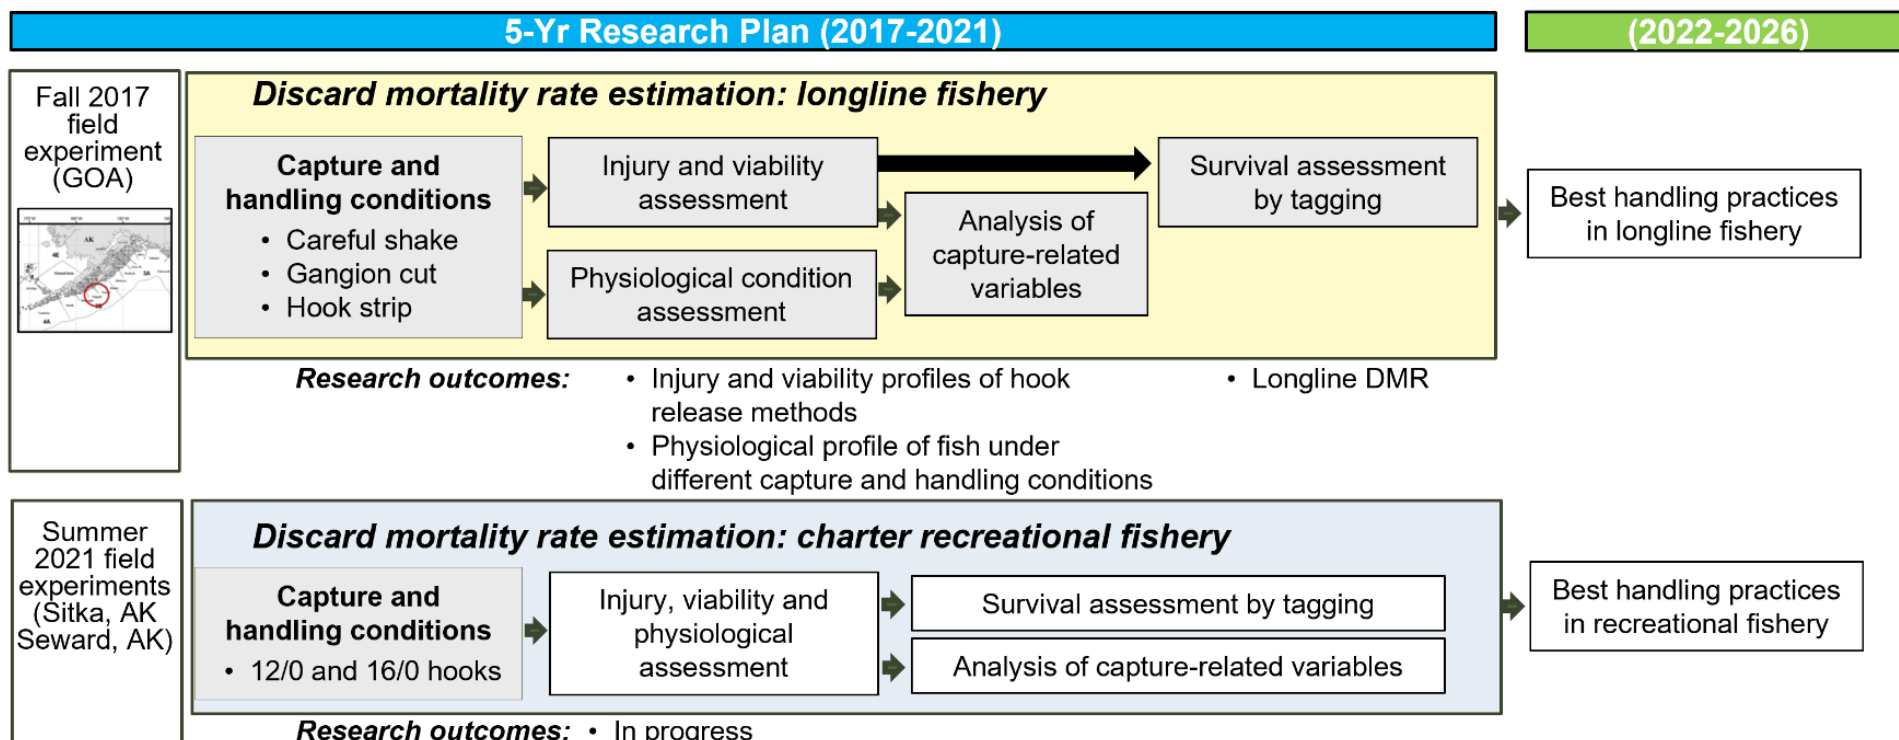 5-Yr Research Plan (2017-2021)
(2022-2026)
Fall 2017
field
experiment
(GOA)
AK
4A
3A
Discard mortality rate estimation: longline fishery
Capture and
handling conditions
• Careful shake
• Gangion cut
• Hook strip
Injury and viability
assessment
Physiological condition
assessment
Analysis of
capture-related
variables
Survival assessment
by tagging
Best handling practices
in longline fishery
Research outcomes:
• Injury and viability profiles of hook
release methods
• Physiological profile of fish under
different capture and handling conditions
• Longline DMR
Summer
2021 field
experiments
(Sitka, AK
Seward, AK)
Discard mortality rate estimation: charter recreational fishery
Capture and
handling conditions
• 12/0 and 16/0 hooks
Injury, viability and
physiological
assessment
Survival assessment by tagging
Analysis of capture-related variables
Best handling practices
in recreational fishery
Research outcomes: • In progress